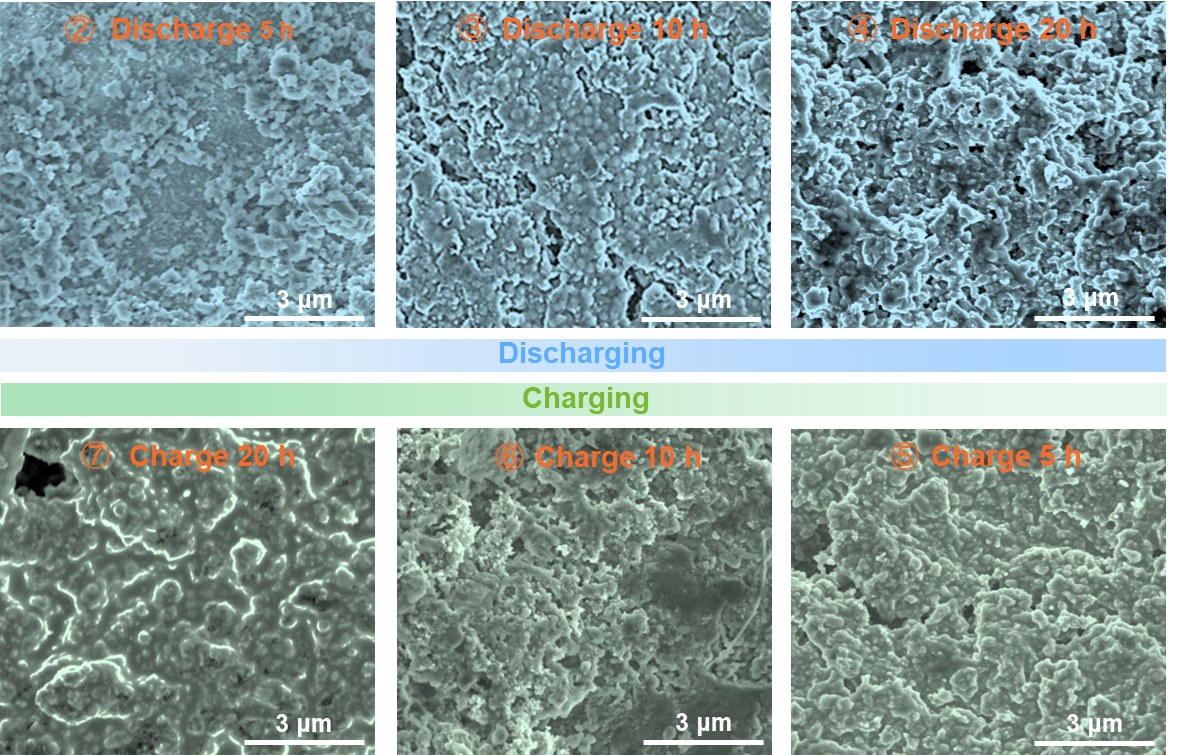 ② Discharge 5 h
③ Discharge 10 h
④ Discharge 20 h
3 µm
3 µm
3 µm
Discharging
Charging
⑦ Charge 20 h
⑥ Charge 10 h
⑤ Charge 5 h
3 µm
3 µm
3 µm